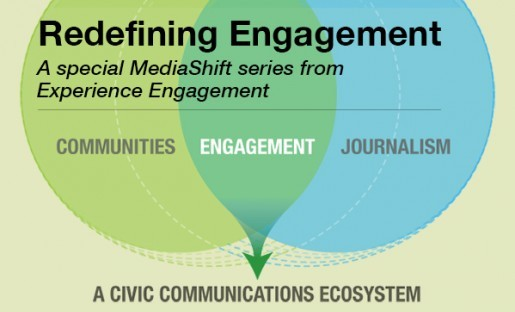 Redefining Engagement
A special MediaShift series from
Experience Engagement
COMMUNITIES ENGAGEMENT JOURNALISM
A CIVIC COMMUNICATIONS ECOSYSTEM